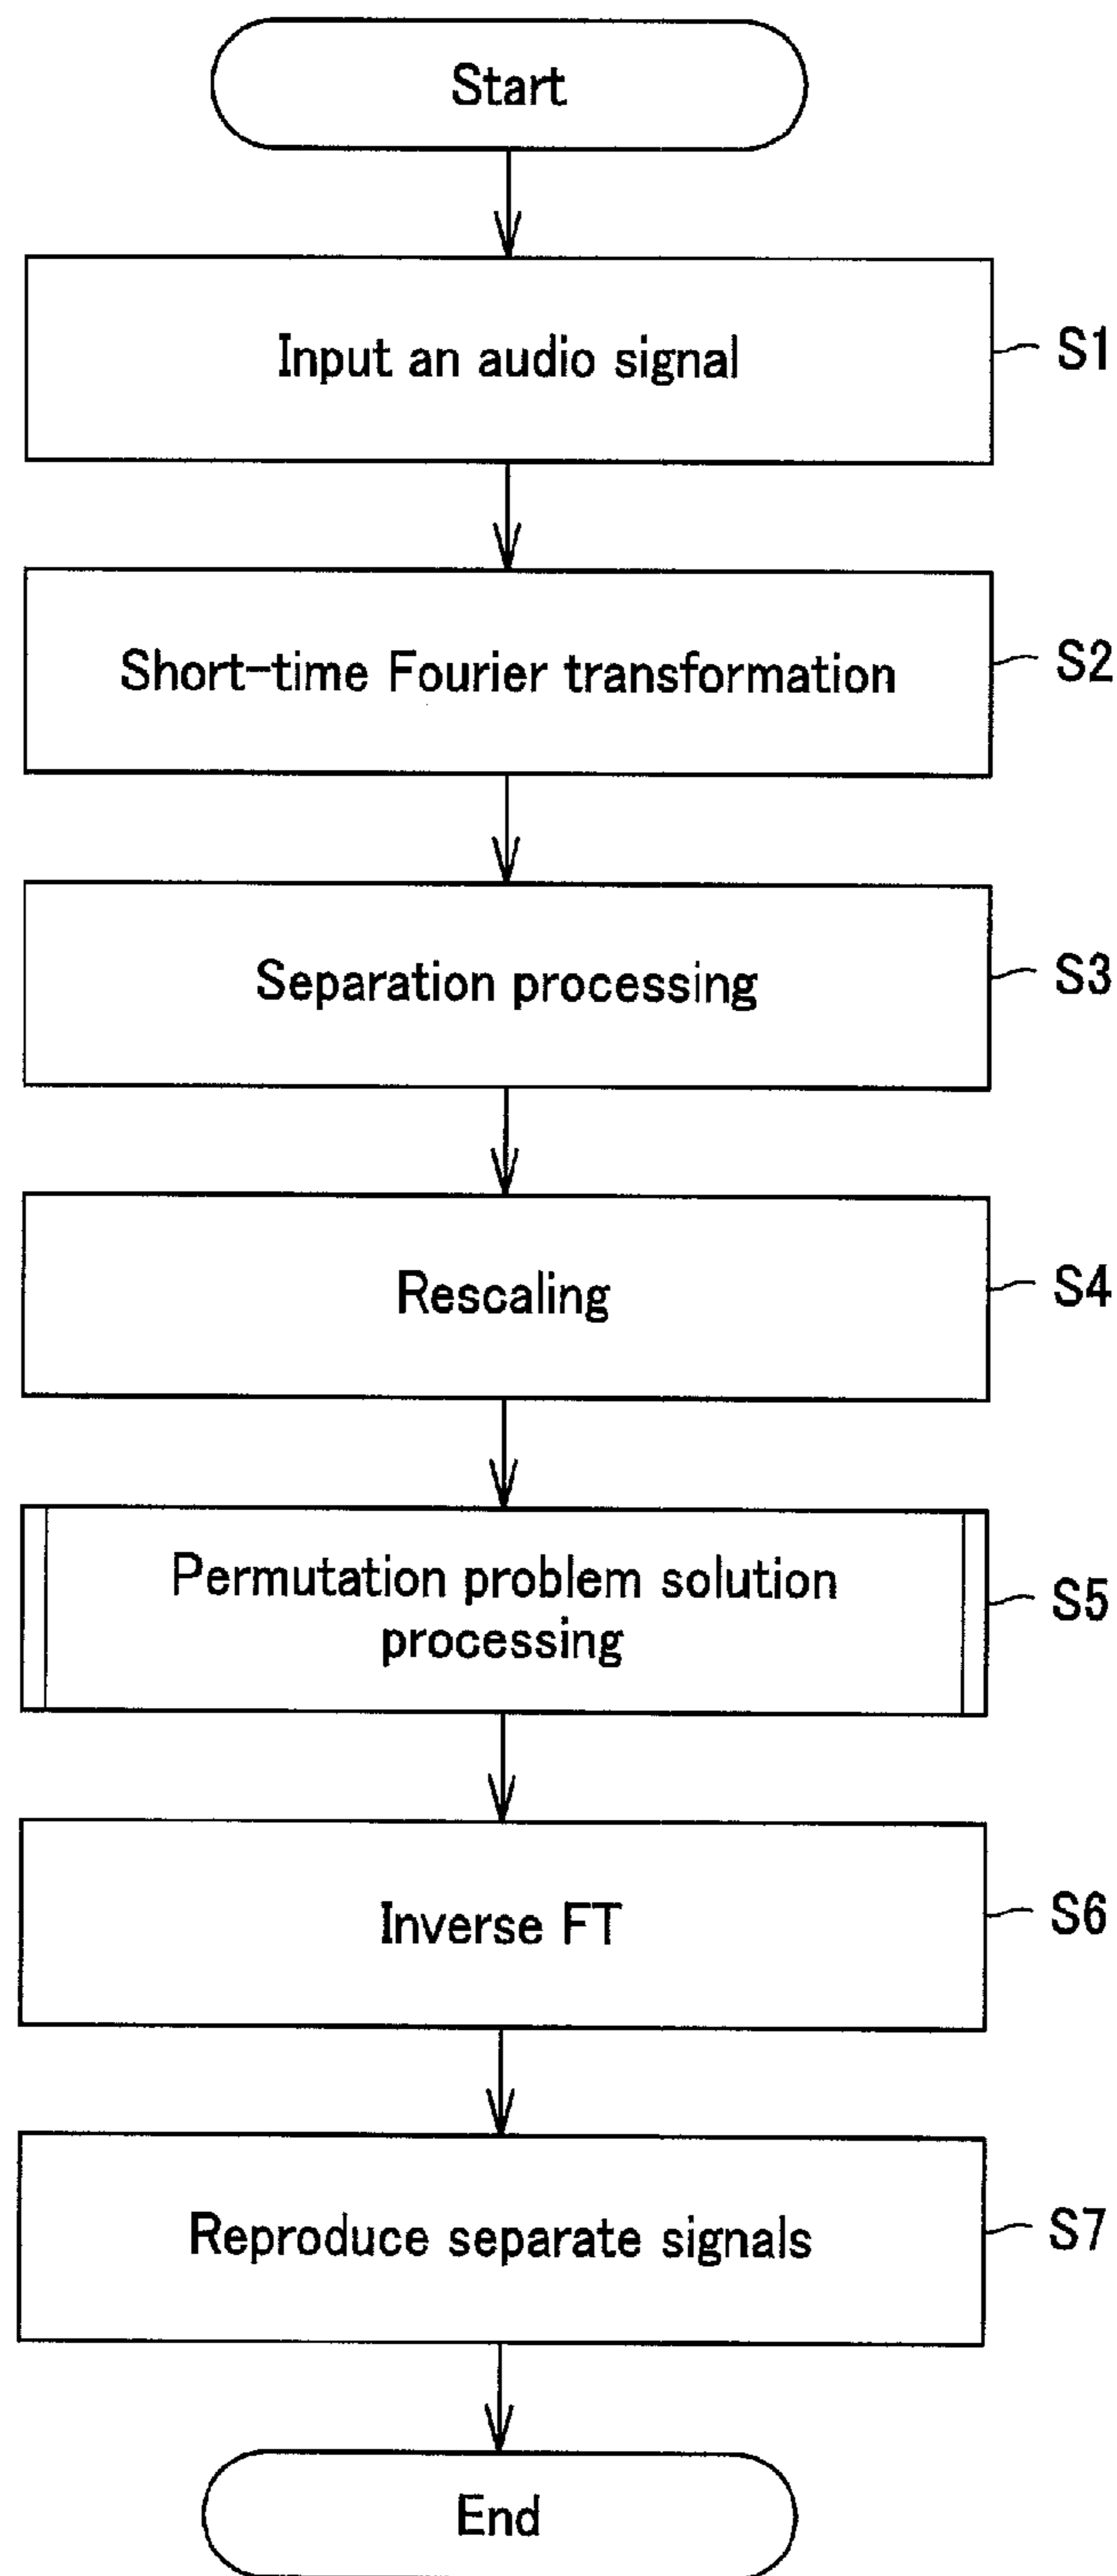 Start
Input an audio signal
S1
Short-time Fourier transformation
S2
Separation processing
S3
Rescaling
S4
Permutation problem solution
processing
S5
Inverse FT
S6
Reproduce separate signals
S7
End